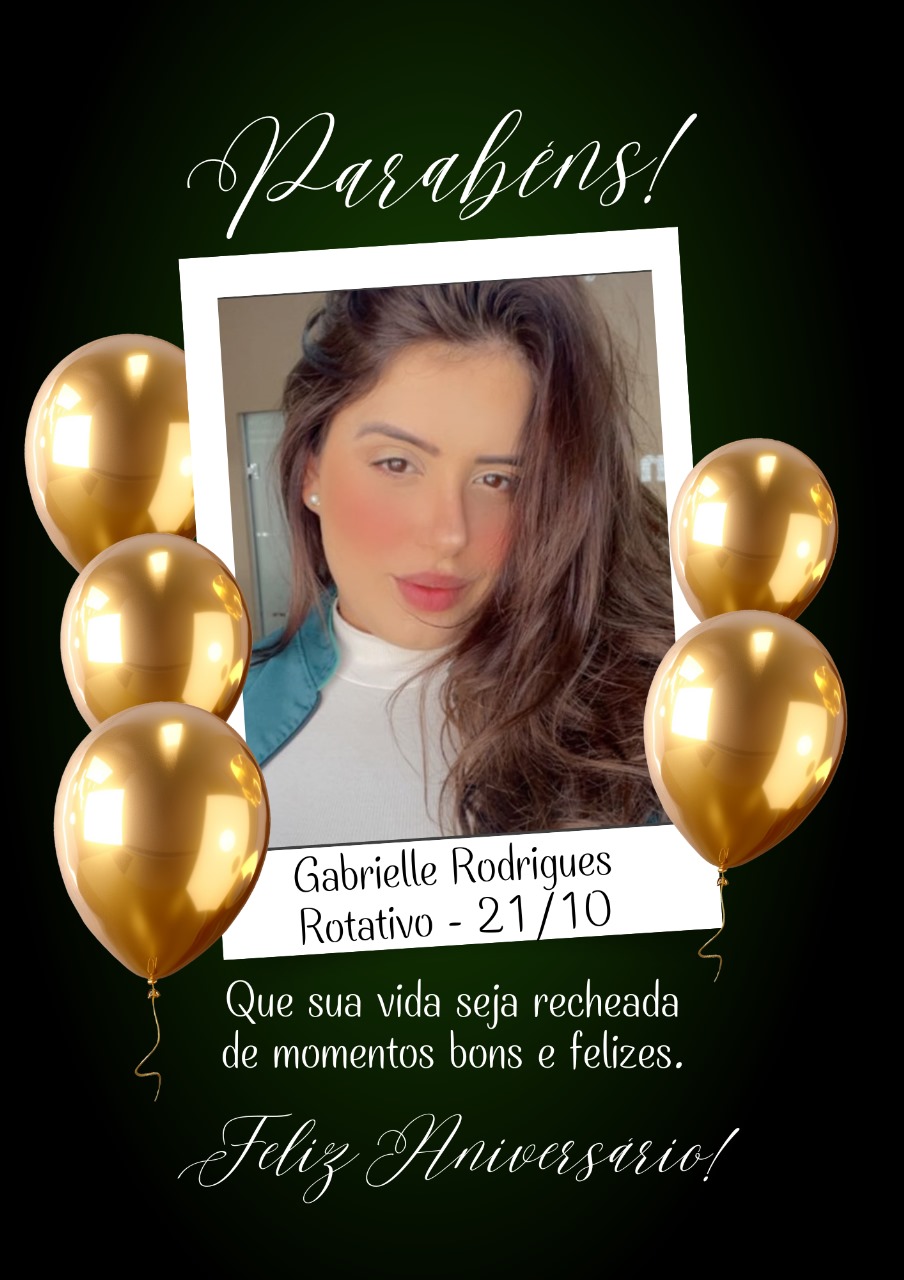 Parabéns!
Gabrielle Rodrigues
Rotativo - 21/10
Que sua vida seja recheada
de momentos bons e felizes.
Feliz Aniversário!